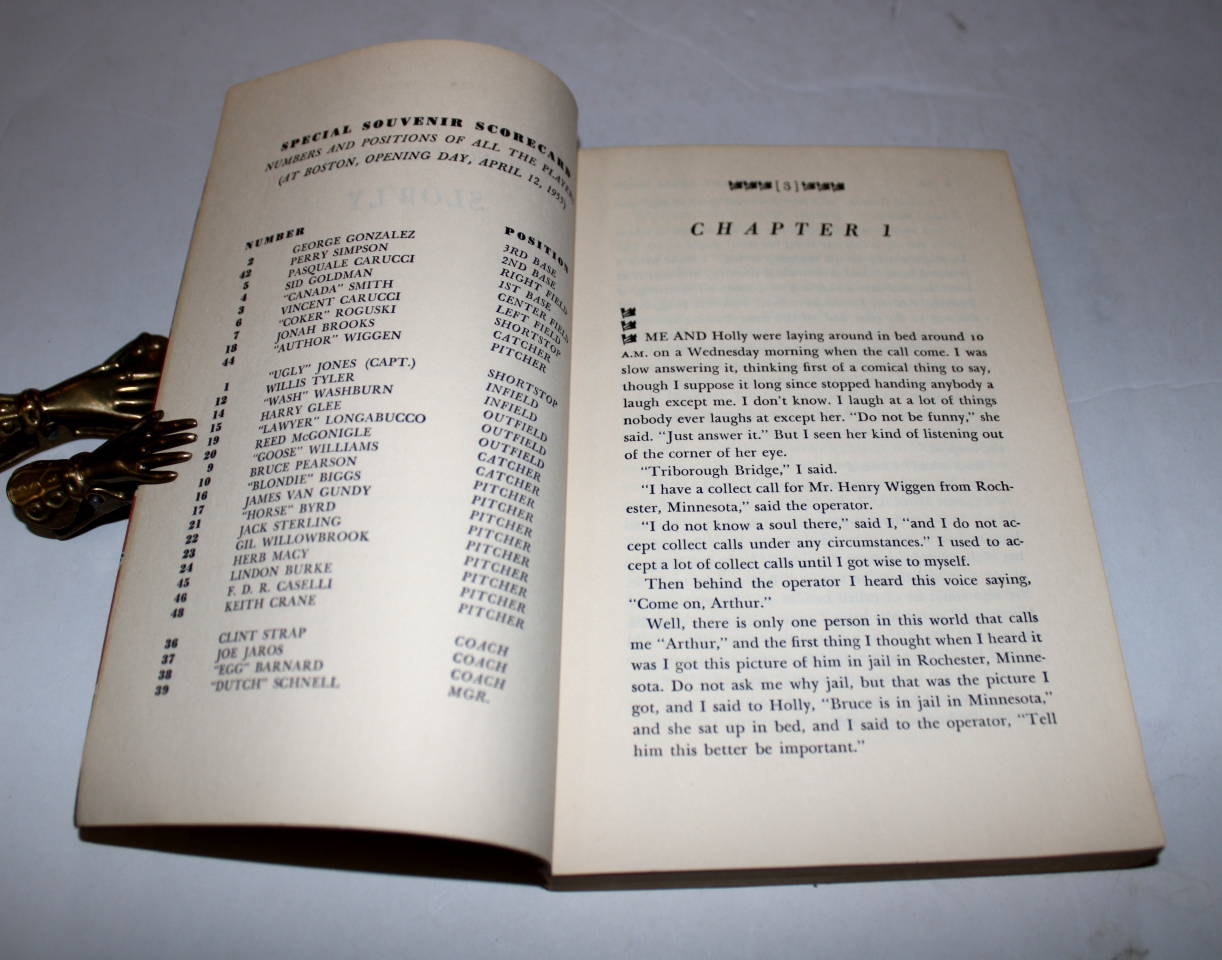 SPECIAL SOUVENIR SCORECARD
NUMBERS AND POSITIONS OF ALL THE PLAYERS
(AT BOSTON, OPENING DAY, APRIL 12, 1955)
NUMBER POSITION
2 GEORGE GONZALEZ 3RD BASE
42 PERRY SIMPSON 2ND BASE
5 PASQUALE CARUCCI RIGHT FIELD
4 SID GOLDMAN 1ST BASE
3 "CANADA" SMITH CENTER FIELD
6 VINCENT CARUCCI LEFT FIELD
7 "COKER" ROGUSKI SHORTSTOP
18 JONAH BROOKS CATCHER
44 "AUTHOR" WIGGEN PITCHER
1 "UGLY" JONES (CAPT.) SHORTSTOP
12 WILLIS TYLER INFIELD
14 "WASH" WASHBURN INFIELD
15 HARRY GLEE OUTFIELD
19 "LAWYER" LONGABUCCO OUTFIELD
20 REED McGONIGLE OUTFIELD
9 "GOOSE" WILLIAMS CATCHER
10 BRUCE PEARSON CATCHER
16 "BLONDIE" BIGGS PITCHER
17 JAMES VAN GUNDY PITCHER
21 "HORSE" BYRD PITCHER
22 JACK STERLING PITCHER
23 GIL WILLOWBROOK PITCHER
24 HERB MACY PITCHER
45 LINDON BURKE PITCHER
46 F. D. R. CASELLI PITCHER
48 KEITH CRANE PITCHER
36 CLINT STRAP COACH
37 JOE JAROS COACH
38 "EGG" BARNARD COACH
39 "DUTCH" SCHNELL MGR.
[3]
CHAPTER 1
ME AND Holly were laying around in bed around 10
A.M. on a Wednesday morning when the call come. I was
slow answering it, thinking first of a comical thing to say,
though I suppose it long since stopped handing anybody a
laugh except me. I don't know. I laugh at a lot of things
nobody ever laughs at except her. "Do not be funny," she
said. "Just answer it." But I seen her kind of listening out
of the corner of her eye.
"Triborough Bridge," I said.
"I have a collect call for Mr. Henry Wiggen from Roch-
ester, Minnesota," said the operator.
"I do not know a soul there," said I, "and I do not ac-
cept collect calls under any circumstances." I used to ac-
cept a lot of collect calls until I got wise to myself.
Then behind the operator I heard this voice saying,
"Come on, Arthur."
Well, there is only one person in this world that calls
me "Arthur," and the first thing I thought when I heard it
was I got this picture of him in jail in Rochester, Minne-
sota. Do not ask me why jail, but that was the picture I
got, and I said to Holly, "Bruce is in jail in Minnesota,"
and she sat up in bed, and I said to the operator, "Tell
him this better be important."